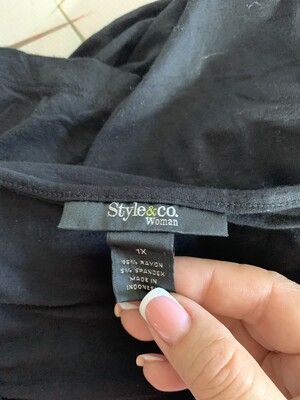 Style&co.
Woman
1X
95% RAYON
5% SPANDEX
MADE IN
INDONESIA